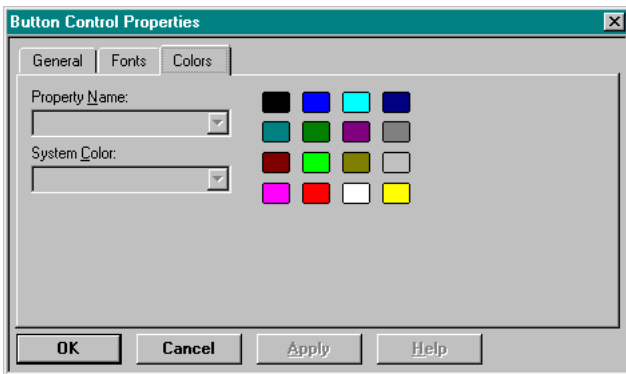 Button Control Properties
General Fonts Colors
Property Name:
System Color:
OK Cancel Apply Help